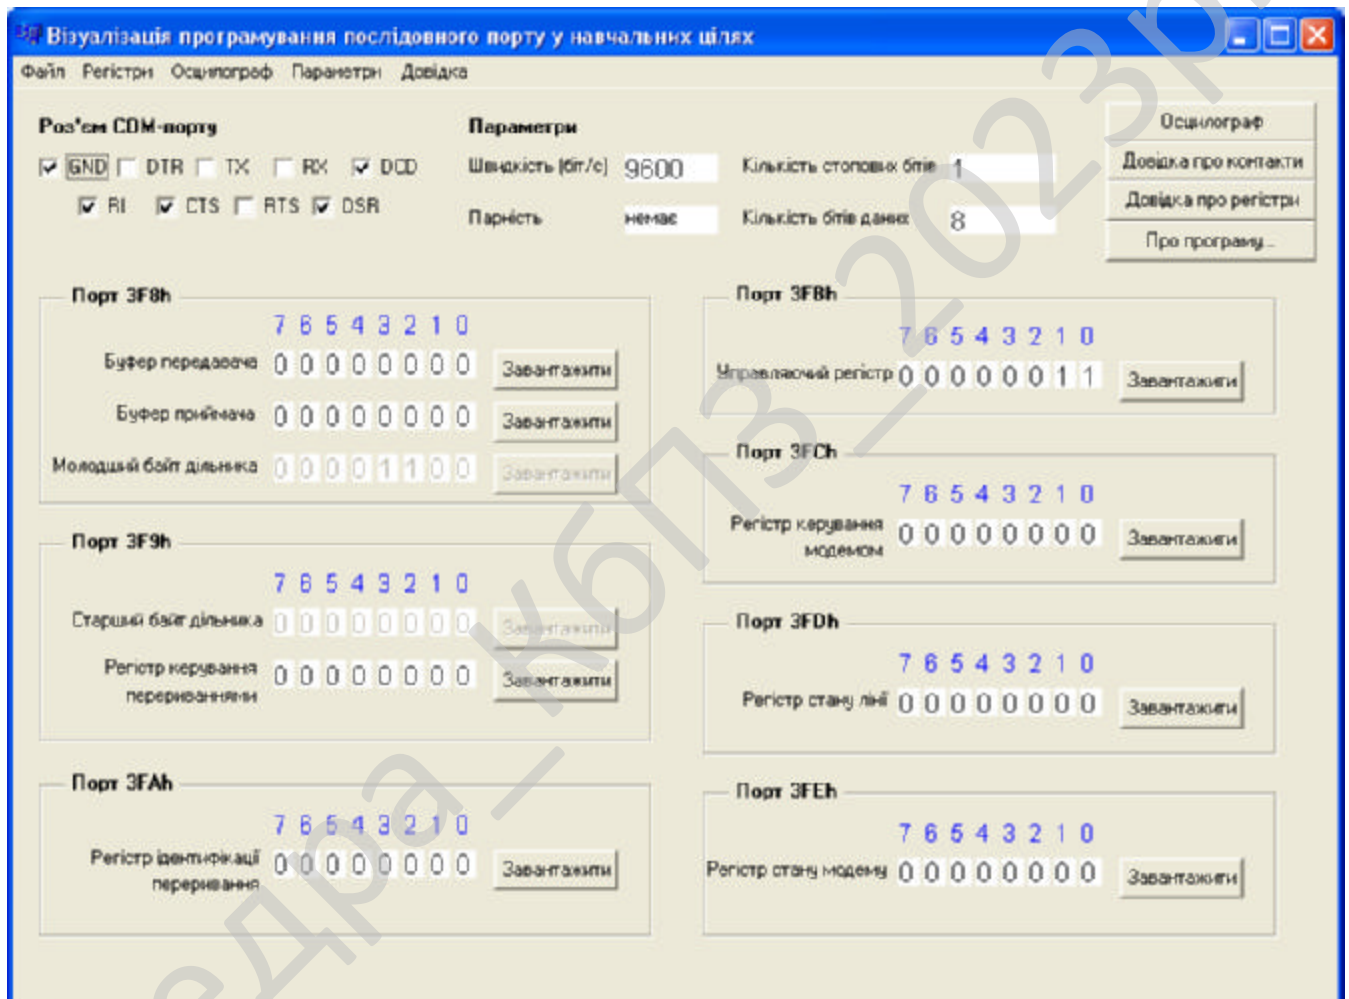 Візуалізація програмування послідовного порту у навчальних цілях
Файл Регістри Осцилограф Параметри Довідка
Роз'єм COM-порту
GND DTR TX RX DCD
RI CTS RTS DSR
Параметри
Швидкість (біт/с) 9600 Кількість стопових бітів 1
Парність немає Кількість бітів даних 8
Осцилограф
Довідка про контакти
Довідка про регістри
Про програму...
Порт 3F8h
7 6 5 4 3 2 1 0
Буфер передавача 0 0 0 0 0 0 0 0 Завантажити
Буфер приймача 0 0 0 0 0 0 0 0 Завантажити
Молодший байт дільника 0 0 0 0 1 1 0 0 Завантажити
Порт 3F9h
7 6 5 4 3 2 1 0
Старший байт дільника 0 0 0 0 0 0 0 0 Завантажити
Регістр керування
перериваннями 0 0 0 0 0 0 0 0 Завантажити
Порт 3FAh
7 6 5 4 3 2 1 0
Регістр ідентифікації
переривання 0 0 0 0 0 0 0 0 Завантажити
Порт 3FBh
7 6 5 4 3 2 1 0
Управляючий регістр 0 0 0 0 0 0 1 1 Завантажити
Порт 3FCh
7 6 5 4 3 2 1 0
Регістр керування
модемом 0 0 0 0 0 0 0 0 Завантажити
Порт 3FDh
7 6 5 4 3 2 1 0
Регістр стану лінії 0 0 0 0 0 0 0 0 Завантажити
Порт 3FEh
7 6 5 4 3 2 1 0
Регістр стану модему 0 0 0 0 0 0 0 0 Завантажити
едра_КбПЗ_2023р